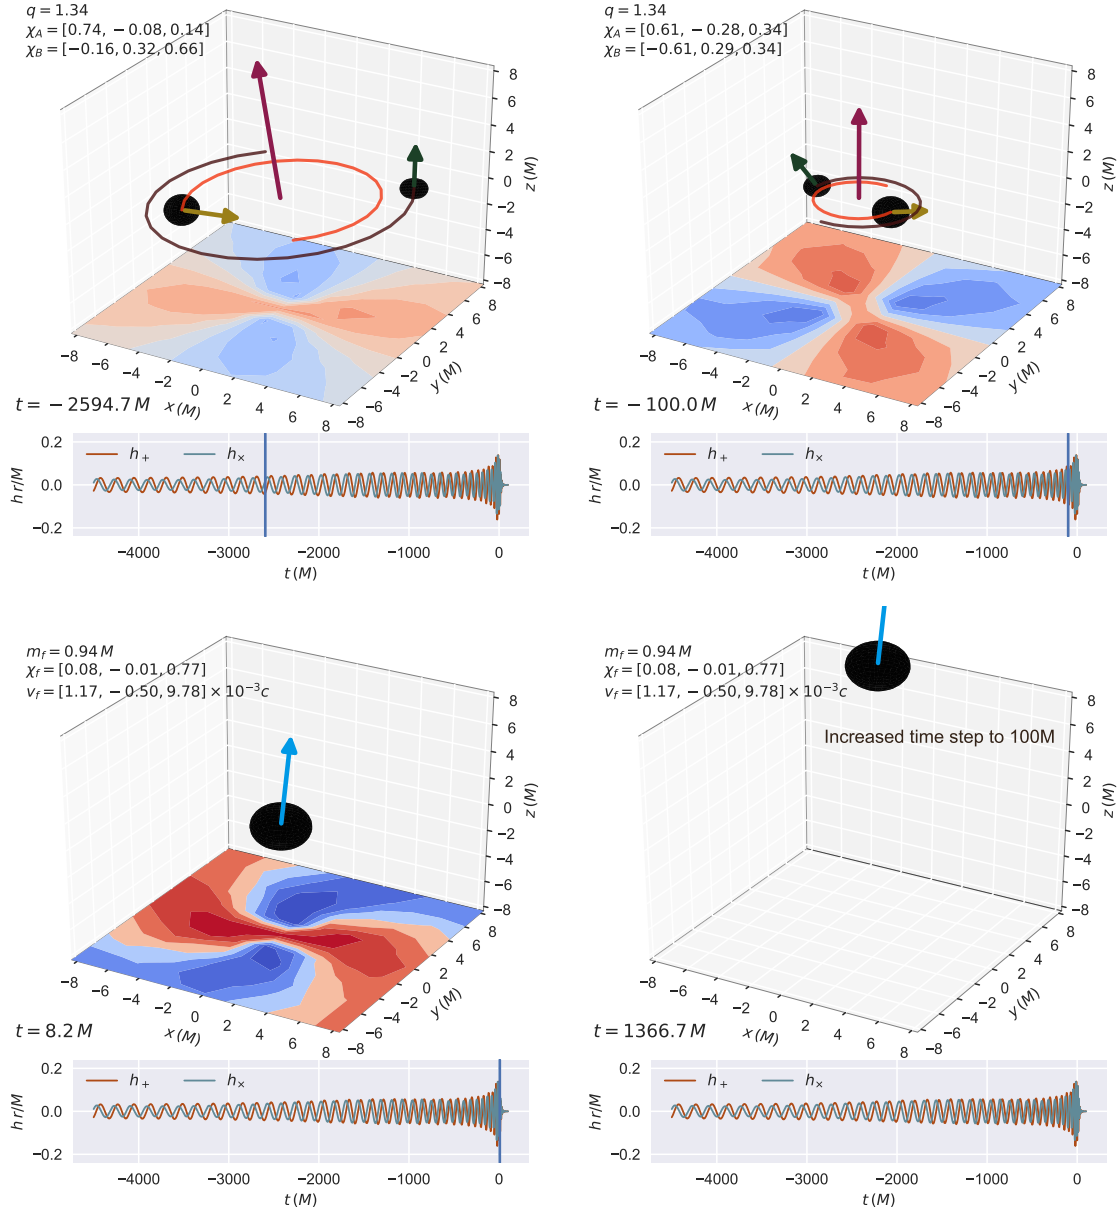 q = 1.34
χ_A = [0.74, −0.08, 0.14]
χ_B = [−0.16, 0.32, 0.66]
8
6
4
2
0
−2
−4
−6
−8
z (M)
−8
−6
−4
−2
0
2
4
6
8
x (M)
−8
−6
−4
−2
0
2
4
6
8
y (M)
t = −2594.7 M
h₊ h×
0.2
0.0
−0.2
h r/M
−4000 −3000 −2000 −1000 0
t (M)
q = 1.34
χ_A = [0.61, −0.28, 0.34]
χ_B = [−0.61, 0.29, 0.34]
8
6
4
2
0
−2
−4
−6
−8
z (M)
−8
−6
−4
−2
0
2
4
6
8
x (M)
−8
−6
−4
−2
0
2
4
6
8
y (M)
t = −100.0 M
h₊ h×
0.2
0.0
−0.2
h r/M
−4000 −3000 −2000 −1000 0
t (M)
m_f = 0.94 M
χ_f = [0.08, −0.01, 0.77]
v_f = [1.17, −0.50, 9.78] × 10⁻³c
8
6
4
2
0
−2
−4
−6
−8
z (M)
−8
−6
−4
−2
0
2
4
6
8
x (M)
−8
−6
−4
−2
0
2
4
6
8
y (M)
t = 8.2 M
h₊ h×
0.2
0.0
−0.2
h r/M
−4000 −3000 −2000 −1000 0
t (M)
m_f = 0.94 M
χ_f = [0.08, −0.01, 0.77]
v_f = [1.17, −0.50, 9.78] × 10⁻³c
Increased time step to 100M
8
6
4
2
0
−2
−4
−6
−8
z (M)
−8
−6
−4
−2
0
2
4
6
8
x (M)
−8
−6
−4
−2
0
2
4
6
8
y (M)
t = 1366.7 M
h₊ h×
0.2
0.0
−0.2
h r/M
−4000 −3000 −2000 −1000 0
t (M)